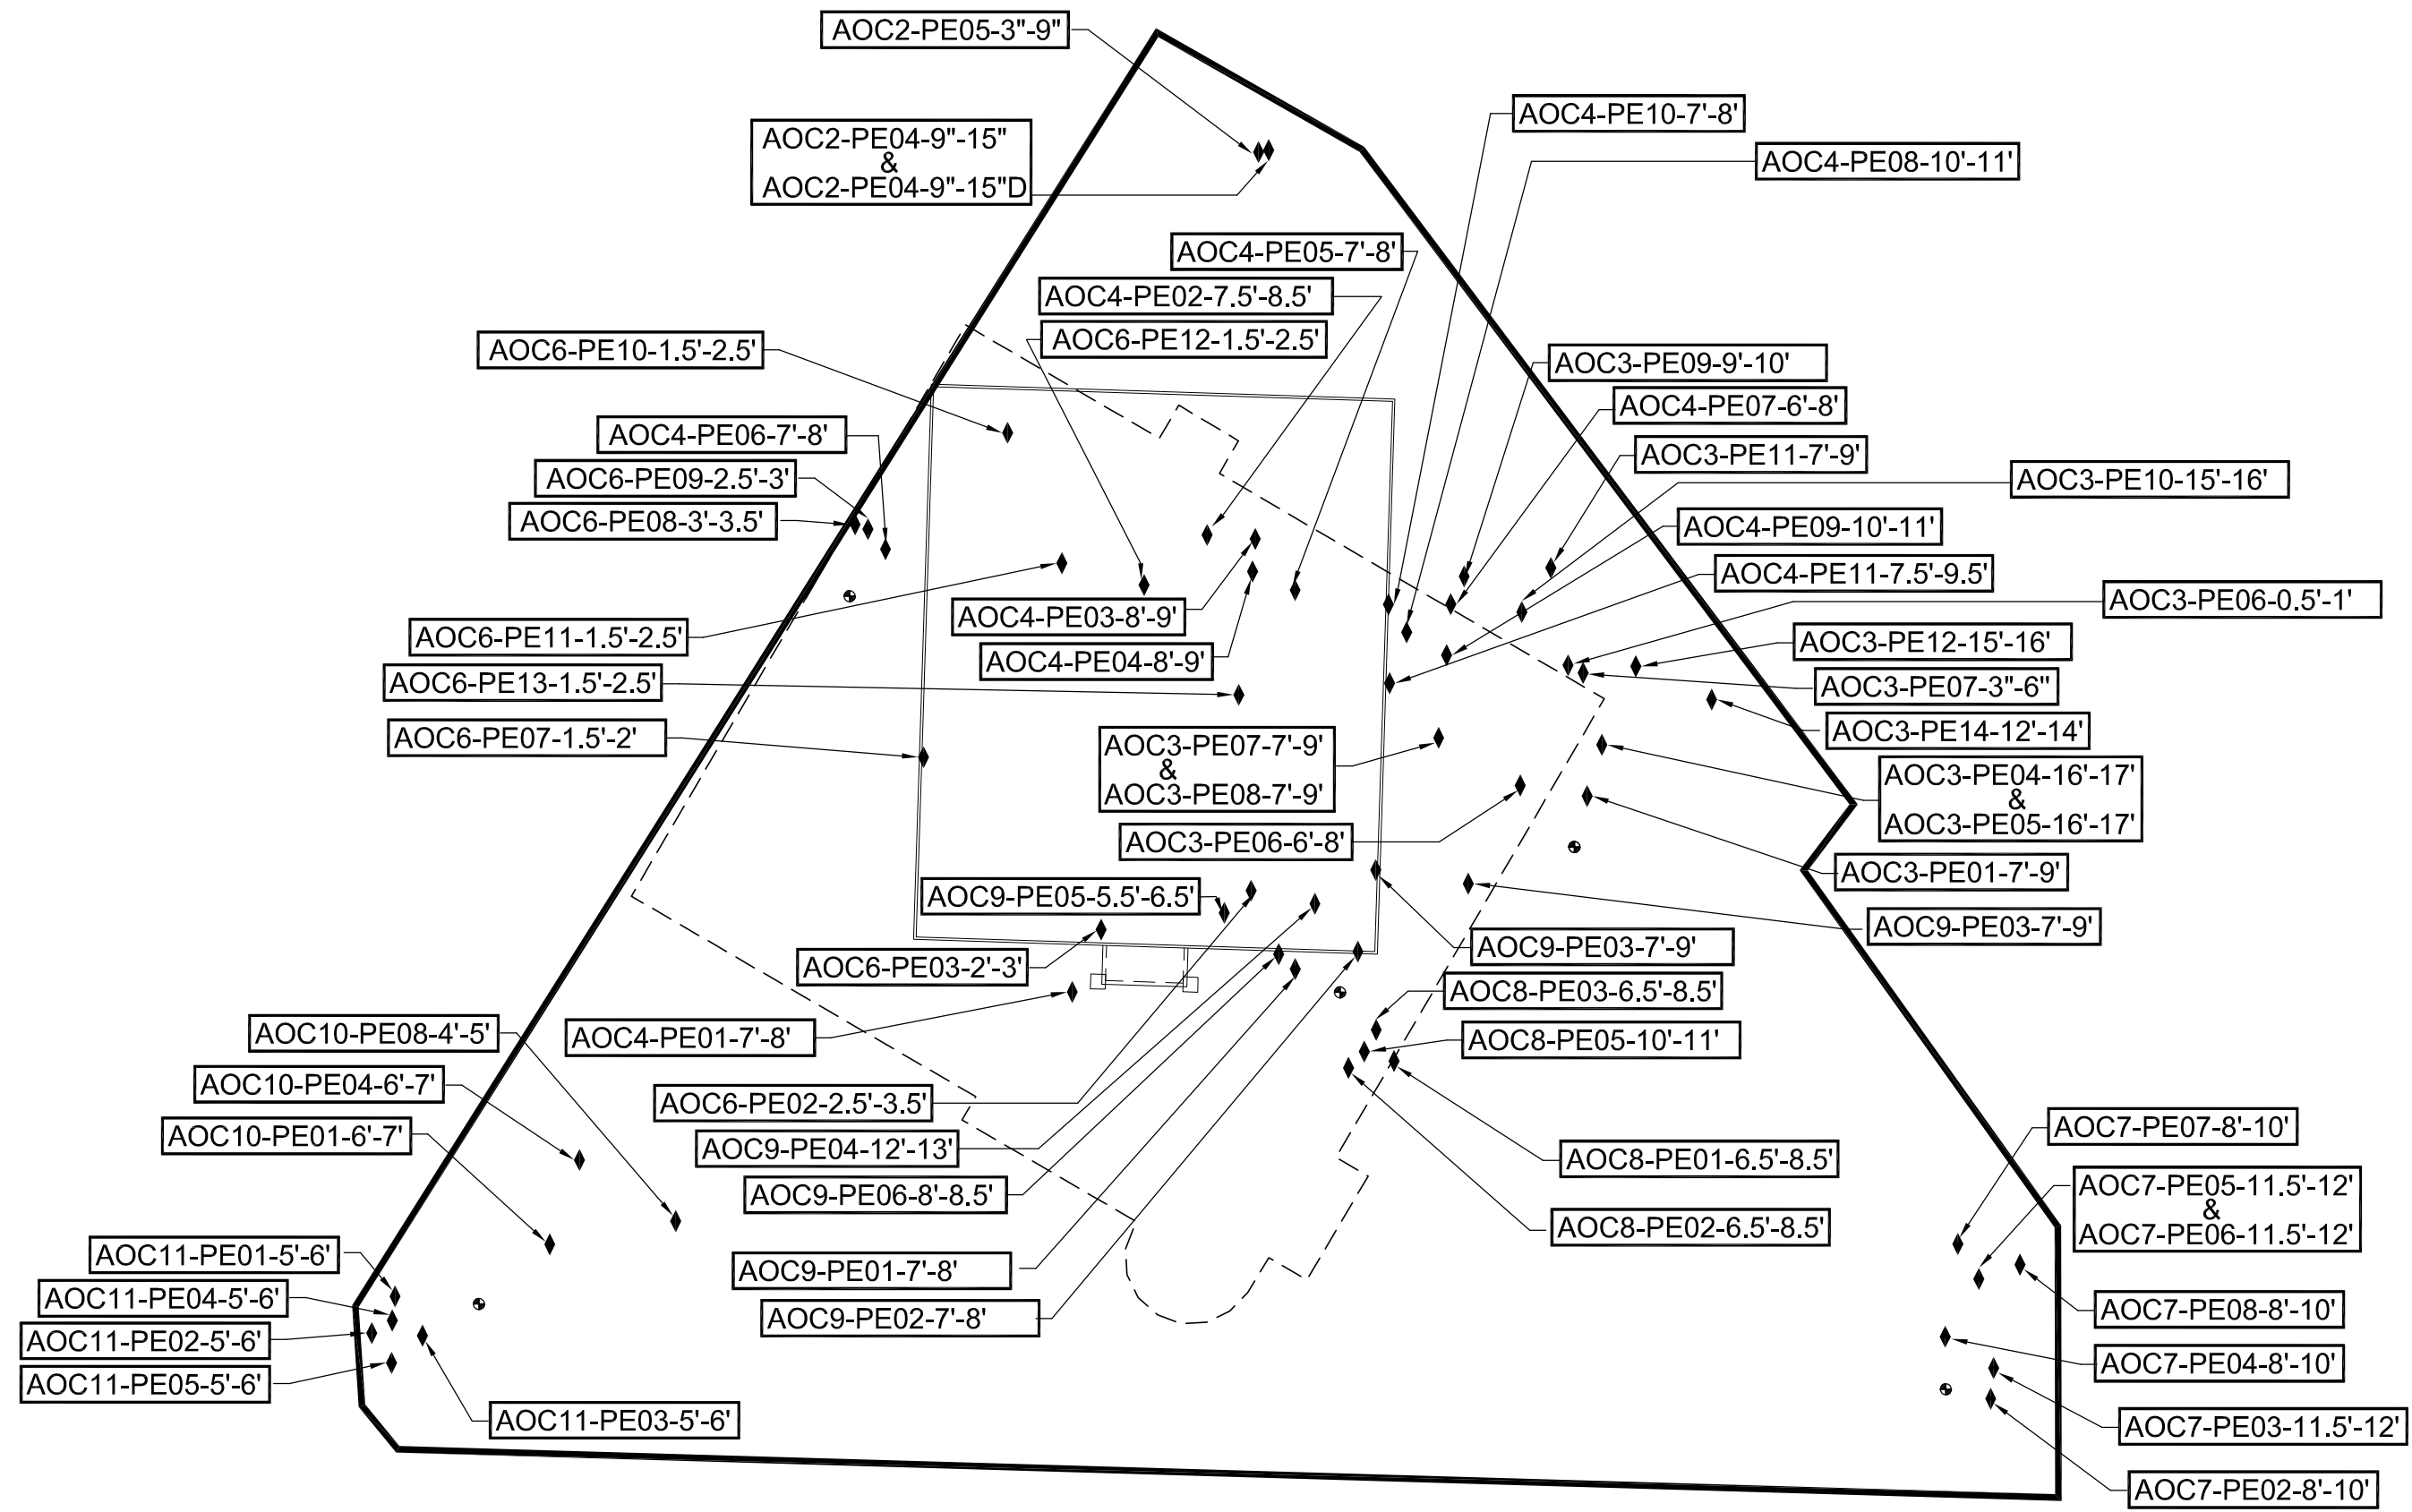 AOC2-PE05-3"-9"
AOC4-PE10-7'-8'
AOC2-PE04-9"-15"
&
AOC2-PE04-9"-15"D
AOC4-PE08-10'-11'
AOC4-PE05-7'-8'
AOC4-PE02-7.5'-8.5'
AOC6-PE12-1.5'-2.5'
AOC6-PE10-1.5'-2.5'
AOC3-PE09-9'-10'
AOC4-PE07-6'-8'
AOC4-PE06-7'-8'
AOC3-PE11-7'-9'
AOC6-PE09-2.5'-3'
AOC3-PE10-15'-16'
AOC6-PE08-3'-3.5'
AOC4-PE09-10'-11'
AOC4-PE11-7.5'-9.5'
AOC3-PE06-0.5'-1'
AOC4-PE03-8'-9'
AOC6-PE11-1.5'-2.5'
AOC3-PE12-15'-16'
AOC4-PE04-8'-9'
AOC6-PE13-1.5'-2.5'
AOC3-PE07-3"-6"
AOC3-PE14-12'-14'
AOC6-PE07-1.5'-2'
AOC3-PE07-7'-9'
&
AOC3-PE08-7'-9'
AOC3-PE04-16'-17'
&
AOC3-PE05-16'-17'
AOC3-PE06-6'-8'
AOC3-PE01-7'-9'
AOC9-PE05-5.5'-6.5'
AOC9-PE03-7'-9'
AOC9-PE03-7'-9'
AOC6-PE03-2'-3'
AOC8-PE03-6.5'-8.5'
AOC10-PE08-4'-5'
AOC4-PE01-7'-8'
AOC8-PE05-10'-11'
AOC10-PE04-6'-7'
AOC6-PE02-2.5'-3.5'
AOC10-PE01-6'-7'
AOC9-PE04-12'-13'
AOC8-PE01-6.5'-8.5'
AOC7-PE07-8'-10'
AOC9-PE06-8'-8.5'
AOC7-PE05-11.5'-12'
&
AOC7-PE06-11.5'-12'
AOC8-PE02-6.5'-8.5'
AOC11-PE01-5'-6'
AOC9-PE01-7'-8'
AOC11-PE04-5'-6'
AOC7-PE08-8'-10'
AOC9-PE02-7'-8'
AOC11-PE02-5'-6'
AOC7-PE04-8'-10'
AOC11-PE05-5'-6'
AOC11-PE03-5'-6'
AOC7-PE03-11.5'-12'
AOC7-PE02-8'-10'